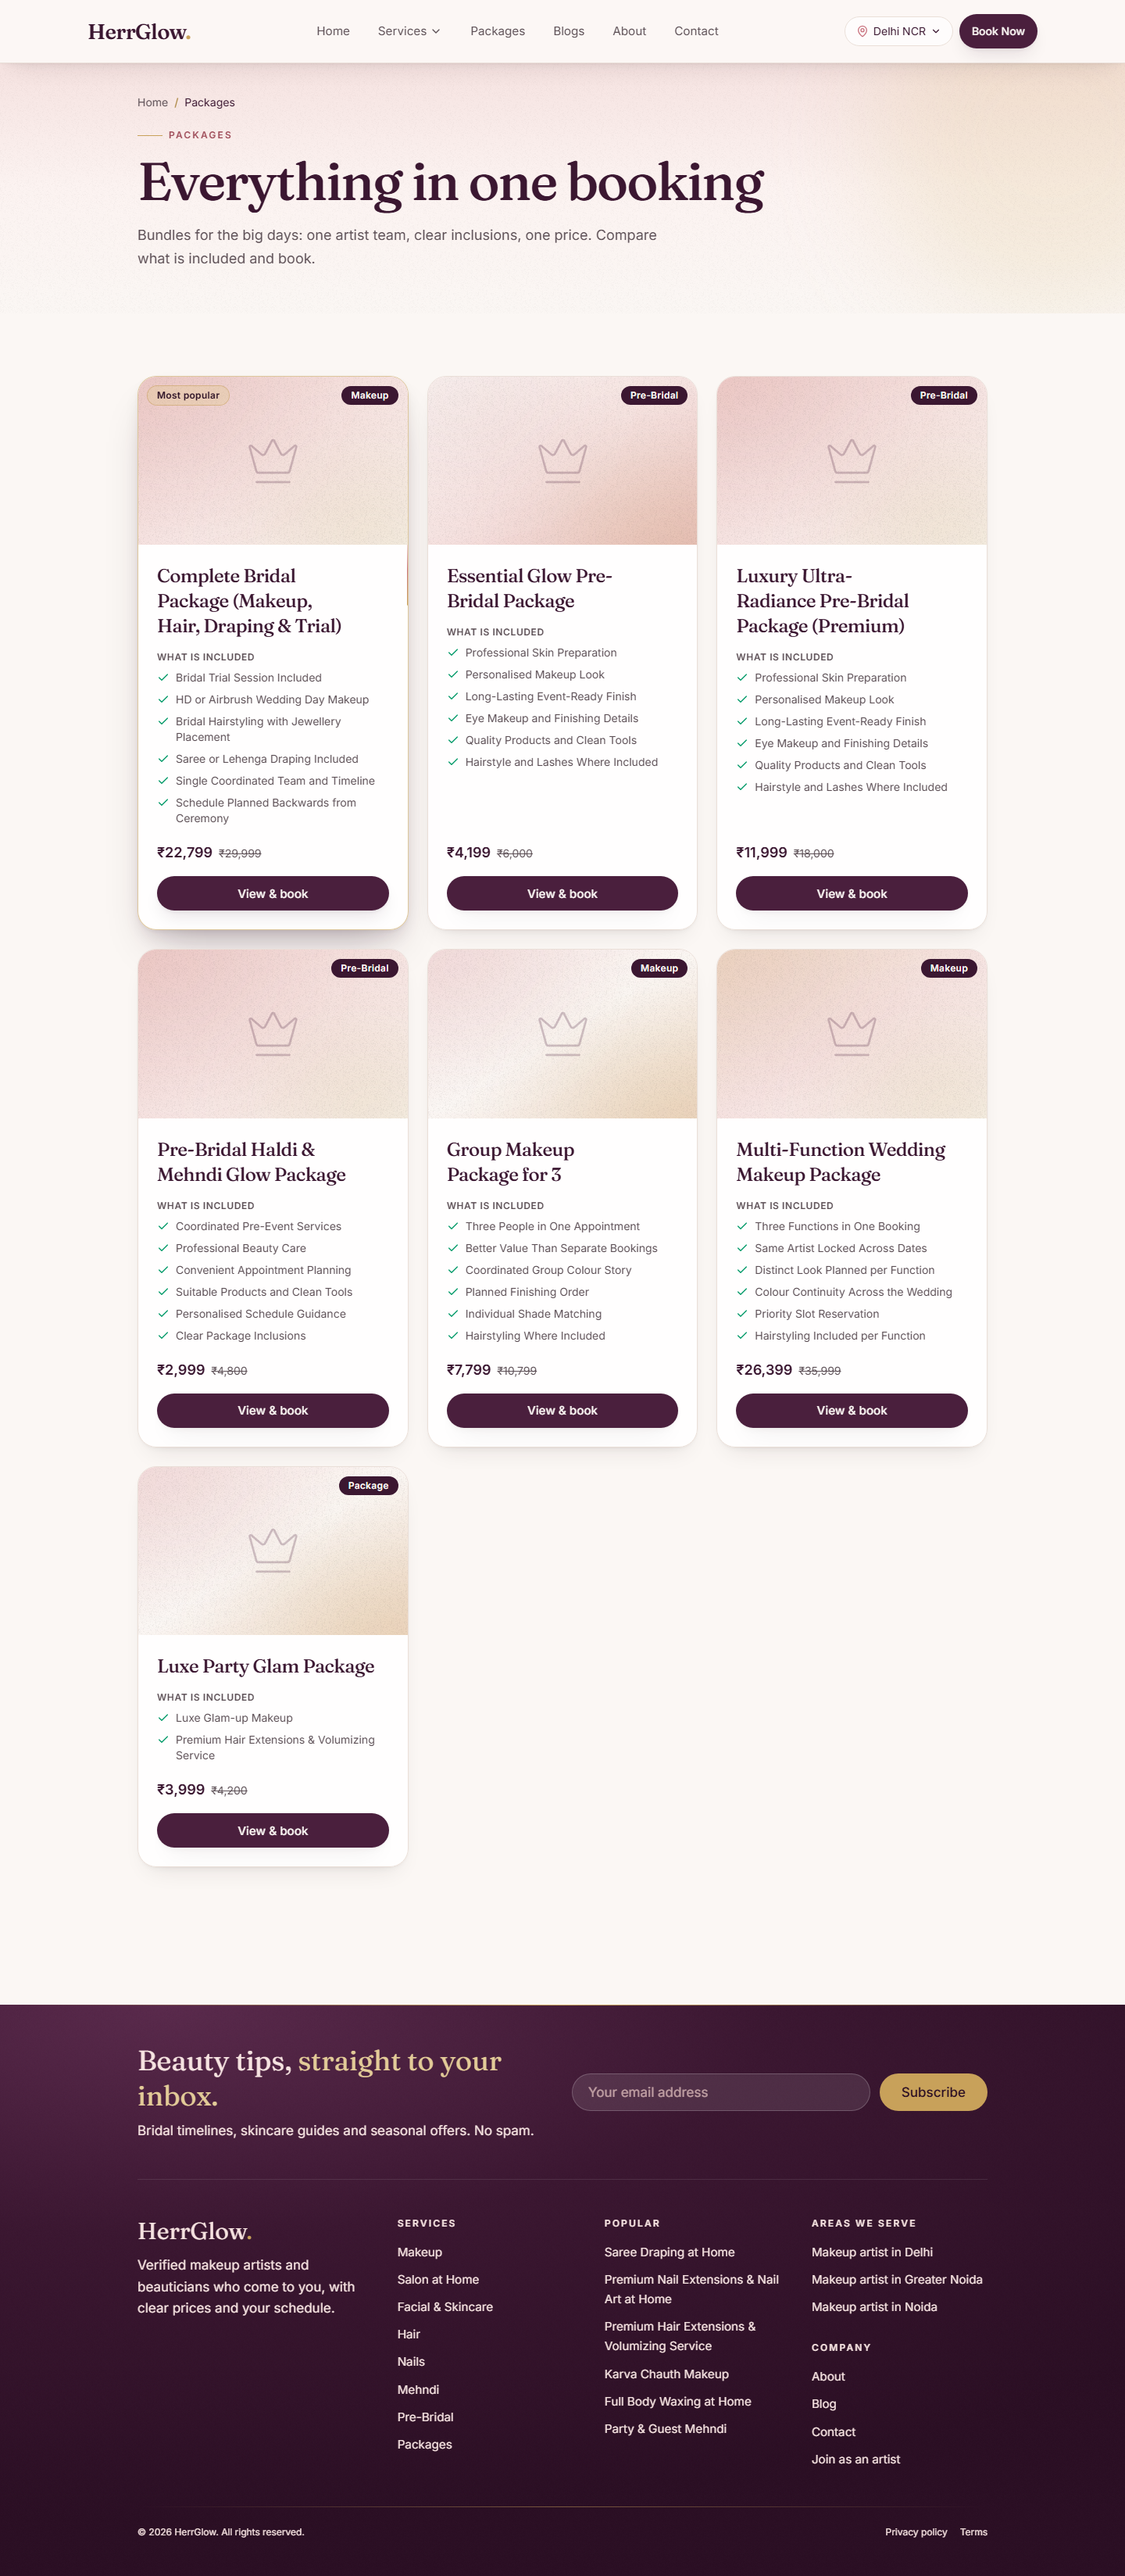 HerrGlow.
Home
Services
Packages
Blogs
About
Contact
Delhi NCR
Book Now
Home / Packages
PACKAGES
Everything in one booking
Bundles for the big days: one artist team, clear inclusions, one price. Compare
what is included and book.
Most popular
Makeup
Complete Bridal
Package (Makeup,
Hair, Draping & Trial)
WHAT IS INCLUDED
Bridal Trial Session Included
HD or Airbrush Wedding Day Makeup
Bridal Hairstyling with Jewellery
Placement
Saree or Lehenga Draping Included
Single Coordinated Team and Timeline
Schedule Planned Backwards from
Ceremony
₹22,799 ₹29,999
View & book
Pre-Bridal
Essential Glow Pre-
Bridal Package
WHAT IS INCLUDED
Professional Skin Preparation
Personalised Makeup Look
Long-Lasting Event-Ready Finish
Eye Makeup and Finishing Details
Quality Products and Clean Tools
Hairstyle and Lashes Where Included
₹4,199 ₹6,000
View & book
Pre-Bridal
Luxury Ultra-
Radiance Pre-Bridal
Package (Premium)
WHAT IS INCLUDED
Professional Skin Preparation
Personalised Makeup Look
Long-Lasting Event-Ready Finish
Eye Makeup and Finishing Details
Quality Products and Clean Tools
Hairstyle and Lashes Where Included
₹11,999 ₹18,000
View & book
Pre-Bridal
Pre-Bridal Haldi &
Mehndi Glow Package
WHAT IS INCLUDED
Coordinated Pre-Event Services
Professional Beauty Care
Convenient Appointment Planning
Suitable Products and Clean Tools
Personalised Schedule Guidance
Clear Package Inclusions
₹2,999 ₹4,800
View & book
Makeup
Group Makeup
Package for 3
WHAT IS INCLUDED
Three People in One Appointment
Better Value Than Separate Bookings
Coordinated Group Colour Story
Planned Finishing Order
Individual Shade Matching
Hairstyling Where Included
₹7,799 ₹10,799
View & book
Makeup
Multi-Function Wedding
Makeup Package
WHAT IS INCLUDED
Three Functions in One Booking
Same Artist Locked Across Dates
Distinct Look Planned per Function
Colour Continuity Across the Wedding
Priority Slot Reservation
Hairstyling Included per Function
₹26,399 ₹35,999
View & book
Package
Luxe Party Glam Package
WHAT IS INCLUDED
Luxe Glam-up Makeup
Premium Hair Extensions & Volumizing
Service
₹3,999 ₹4,200
View & book
Beauty tips, straight to your
inbox.
Bridal timelines, skincare guides and seasonal offers. No spam.
Your email address
Subscribe
HerrGlow.
Verified makeup artists and
beauticians who come to you, with
clear prices and your schedule.
SERVICES
Makeup
Salon at Home
Facial & Skincare
Hair
Nails
Mehndi
Pre-Bridal
Packages
POPULAR
Saree Draping at Home
Premium Nail Extensions & Nail
Art at Home
Premium Hair Extensions &
Volumizing Service
Karva Chauth Makeup
Full Body Waxing at Home
Party & Guest Mehndi
AREAS WE SERVE
Makeup artist in Delhi
Makeup artist in Greater Noida
Makeup artist in Noida
COMPANY
About
Blog
Contact
Join as an artist
© 2026 HerrGlow. All rights reserved.
Privacy policy
Terms